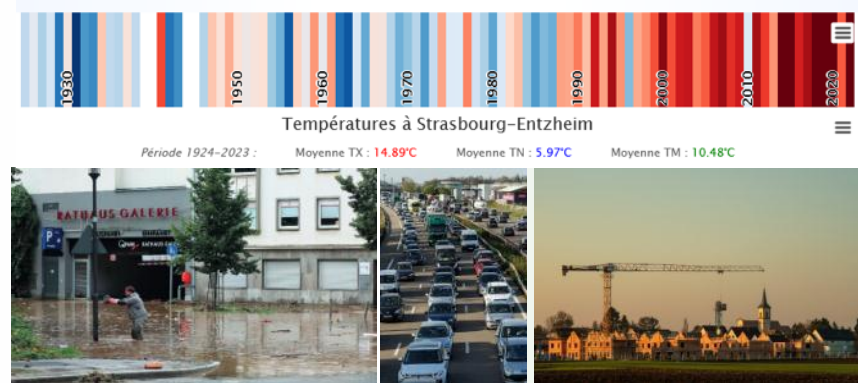 1930 1950 1960 1970 1980 1990 2000 2010 2020
Températures à Strasbourg-Entzheim
Période 1924-2023 : Moyenne TX : 14.89°C Moyenne TN : 5.97°C Moyenne TM : 10.48°C
RATHAUS GALERIE
P
RATHAUS